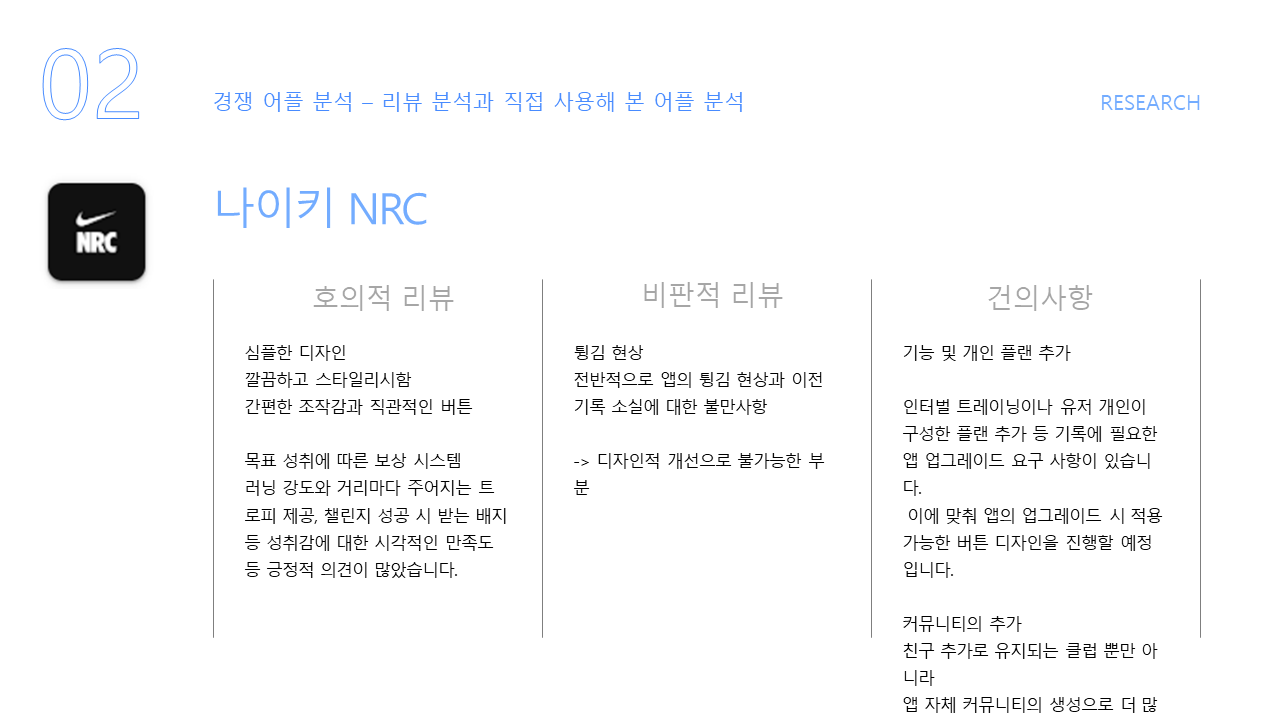 02
경쟁 어플 분석 – 리뷰 분석과 직접 사용해 본 어플 분석
RESEARCH
NRC
나이키 NRC
호의적 리뷰
심플한 디자인
깔끔하고 스타일리시함
간편한 조작감과 직관적인 버튼
목표 성취에 따른 보상 시스템
러닝 강도와 거리마다 주어지는 트
로피 제공, 챌린지 성공 시 받는 배지
등 성취감에 대한 시각적인 만족도
등 긍정적 의견이 많았습니다.
비판적 리뷰
튕김 현상
전반적으로 앱의 튕김 현상과 이전
기록 소실에 대한 불만사항
-> 디자인적 개선으로 불가능한 부
분
건의사항
기능 및 개인 플랜 추가
인터벌 트레이닝이나 유저 개인이
구성한 플랜 추가 등 기록에 필요한
앱 업그레이드 요구 사항이 있습니
다.
이에 맞춰 앱의 업그레이드 시 적용
가능한 버튼 디자인을 진행할 예정
입니다.
커뮤니티의 추가
친구 추가로 유지되는 클럽 뿐만 아
니라
앱 자체 커뮤니티의 생성으로 더 많